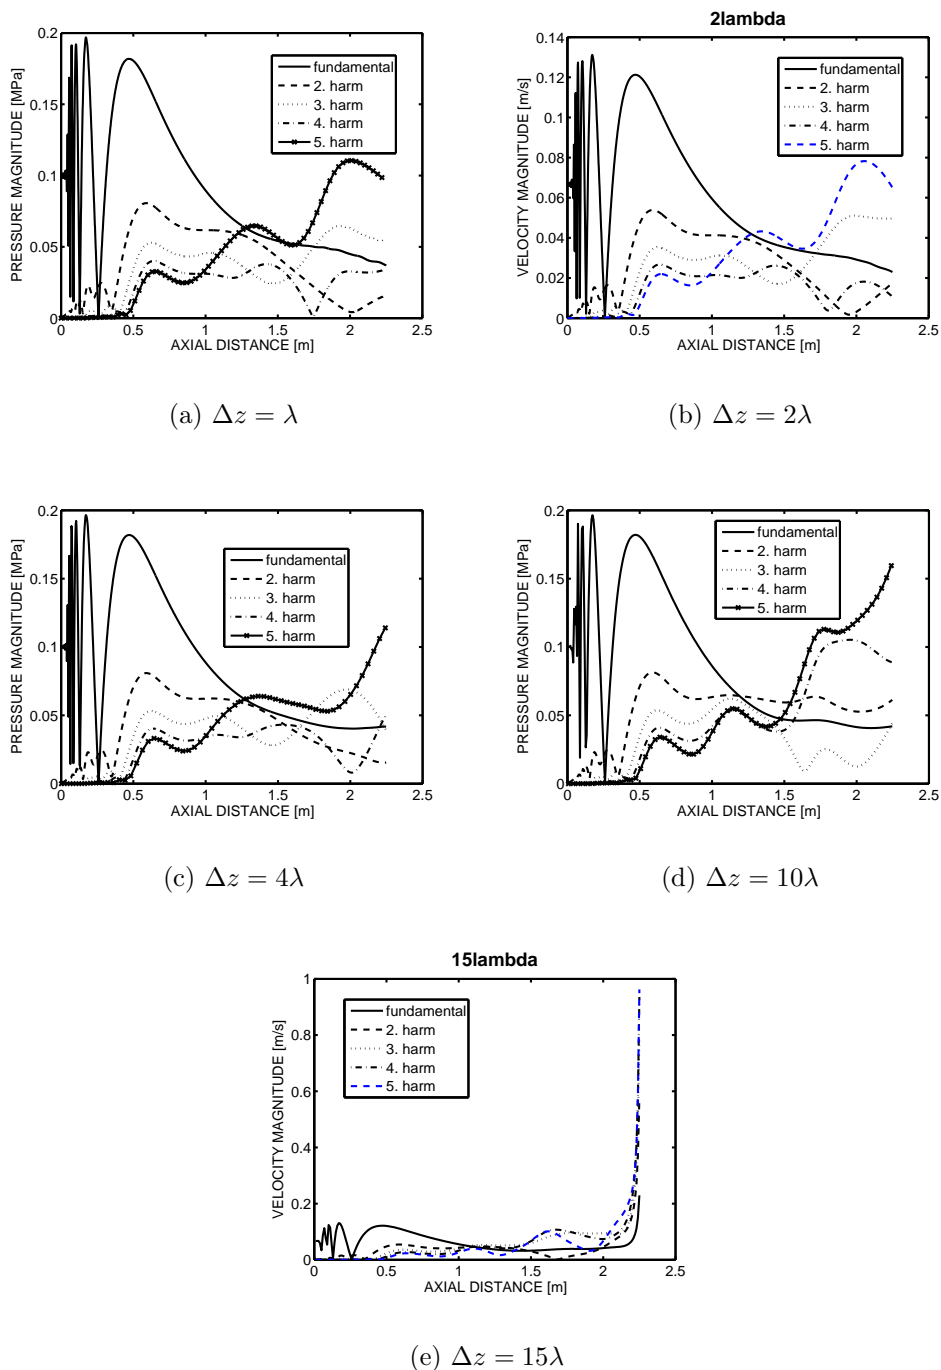 0.2
0.15
0.1
0.05
0
PRESSURE MAGNITUDE [MPa]
fundamental
2. harm
3. harm
4. harm
5. harm
0 0.5 1 1.5 2 2.5
AXIAL DISTANCE [m]
(a) Δz = λ
2lambda
0.14
0.12
0.1
0.08
0.06
0.04
0.02
0
VELOCITY MAGNITUDE [m/s]
fundamental
2. harm
3. harm
4. harm
5. harm
0 0.5 1 1.5 2 2.5
AXIAL DISTANCE [m]
(b) Δz = 2λ
0.2
0.15
0.1
0.05
0
PRESSURE MAGNITUDE [MPa]
fundamental
2. harm
3. harm
4. harm
5. harm
0 0.5 1 1.5 2 2.5
AXIAL DISTANCE [m]
(c) Δz = 4λ
0.2
0.15
0.1
0.05
0
PRESSURE MAGNITUDE [MPa]
fundamental
2. harm
3. harm
4. harm
5. harm
0 0.5 1 1.5 2 2.5
AXIAL DISTANCE [m]
(d) Δz = 10λ
15lambda
1
0.8
0.6
0.4
0.2
0
VELOCITY MAGNITUDE [m/s]
fundamental
2. harm
3. harm
4. harm
5. harm
0 0.5 1 1.5 2 2.5
AXIAL DISTANCE [m]
(e) Δz = 15λ